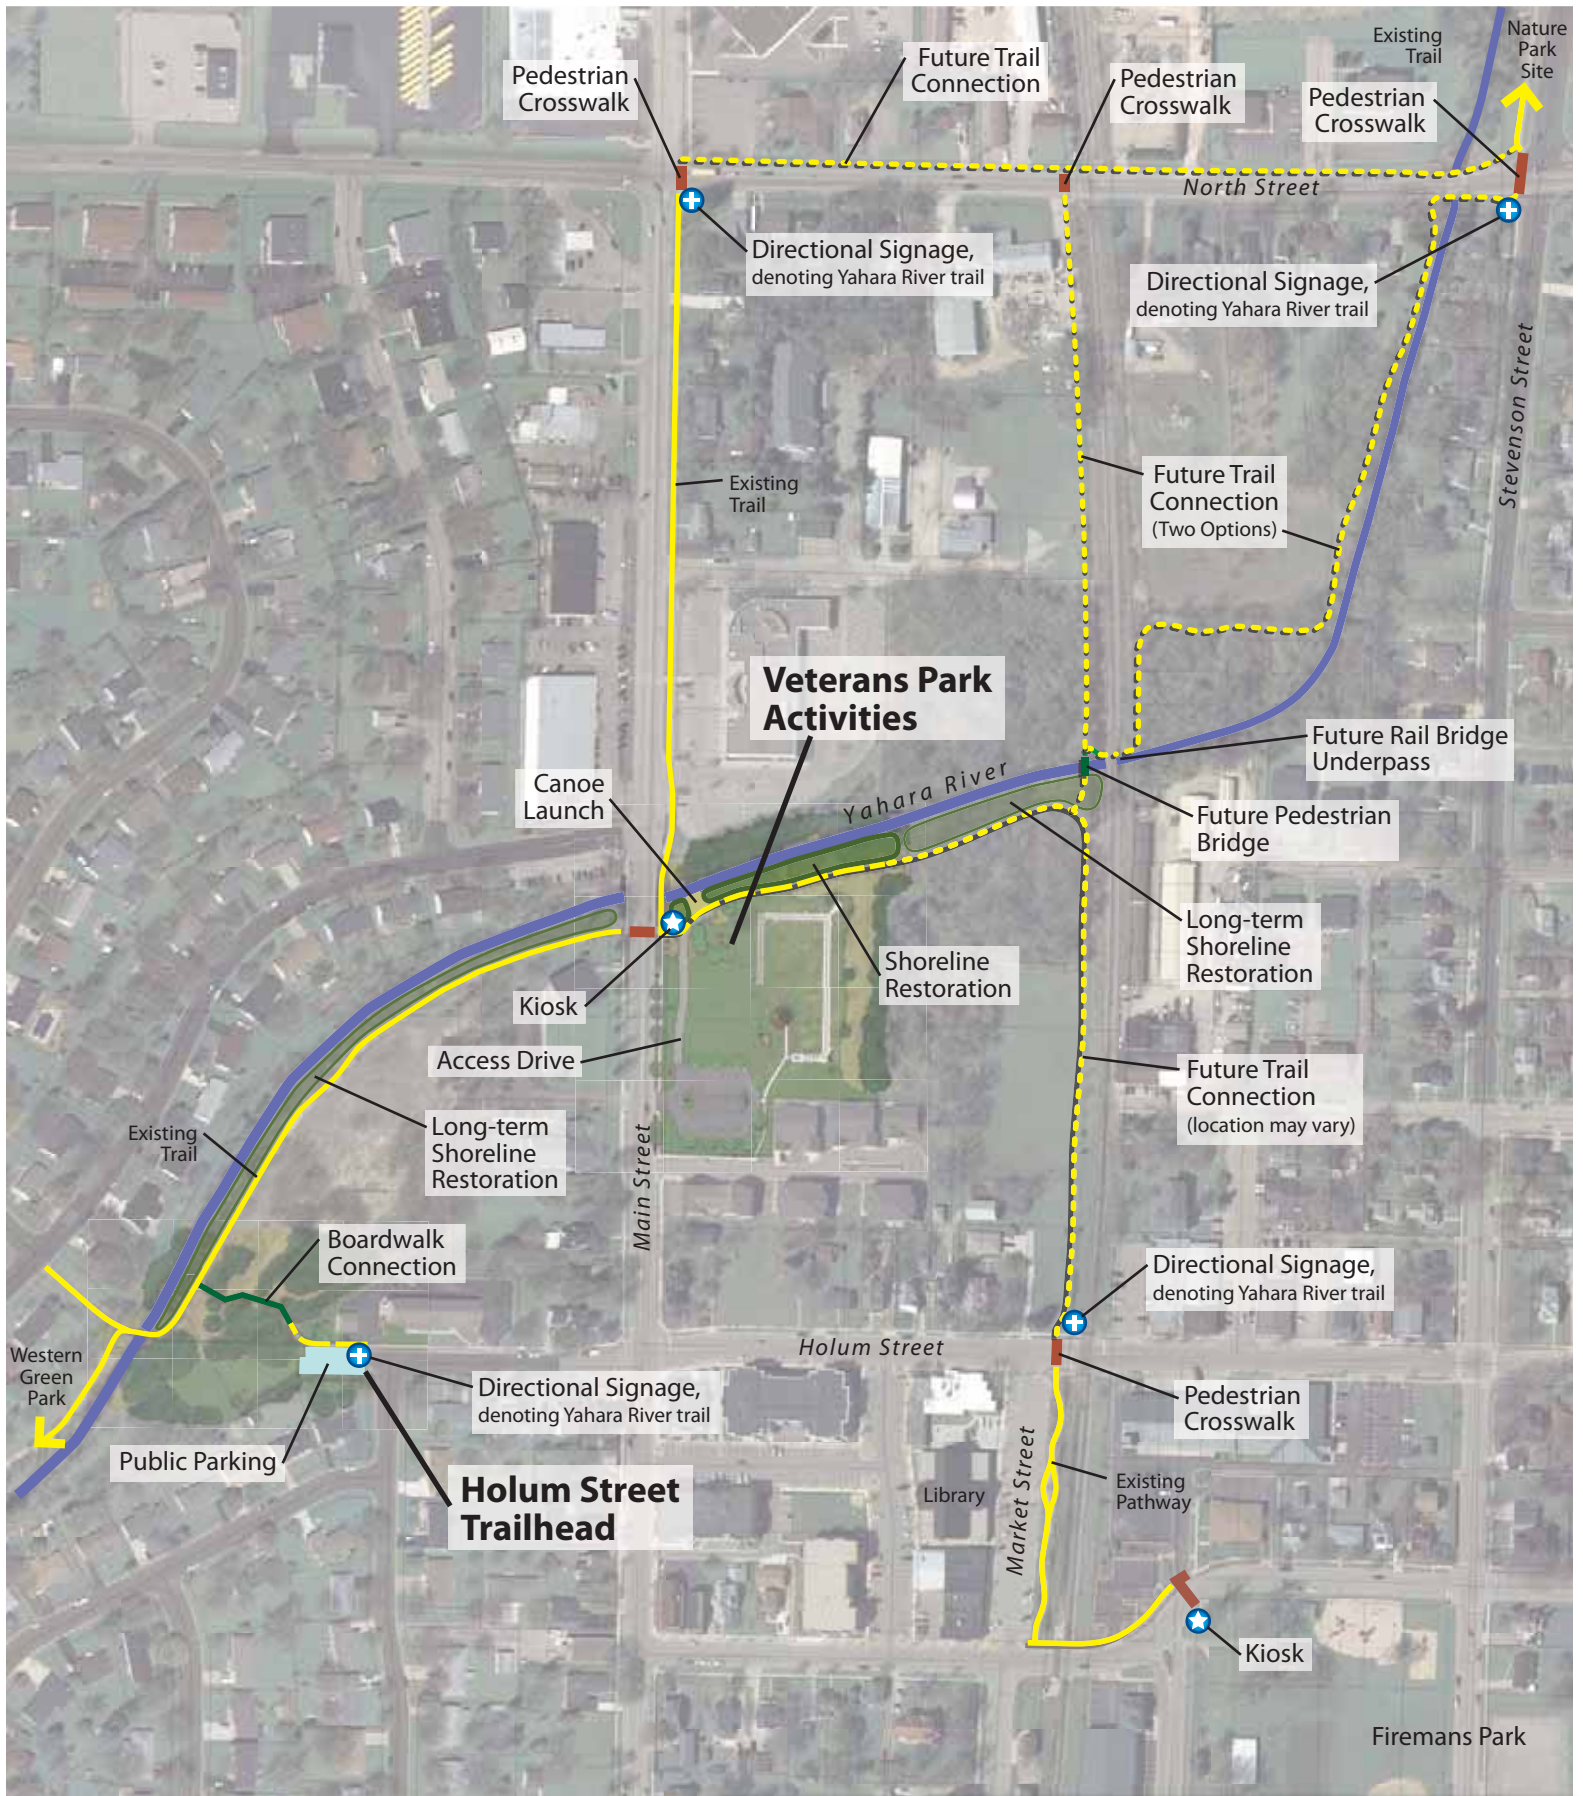 Existing
Trail
Nature
Park
Site
Future Trail
Connection
Pedestrian
Crosswalk
Pedestrian
Crosswalk
Pedestrian
Crosswalk
North Street
Directional Signage,
denoting Yahara River trail
Directional Signage,
denoting Yahara River trail
Stevenson Street
Existing
Trail
Future Trail
Connection
(Two Options)
Veterans Park
Activities
Future Rail Bridge
Underpass
Canoe
Launch
Yahara River
Future Pedestrian
Bridge
Long-term
Shoreline
Restoration
Shoreline
Restoration
Kiosk
Access Drive
Future Trail
Connection
(location may vary)
Existing
Trail
Long-term
Shoreline
Restoration
Main Street
Boardwalk
Connection
Directional Signage,
denoting Yahara River trail
Holum Street
Western
Green
Park
Directional Signage,
denoting Yahara River trail
Pedestrian
Crosswalk
Public Parking
Holum Street
Trailhead
Library
Market Street
Existing
Pathway
Kiosk
Firemans Park